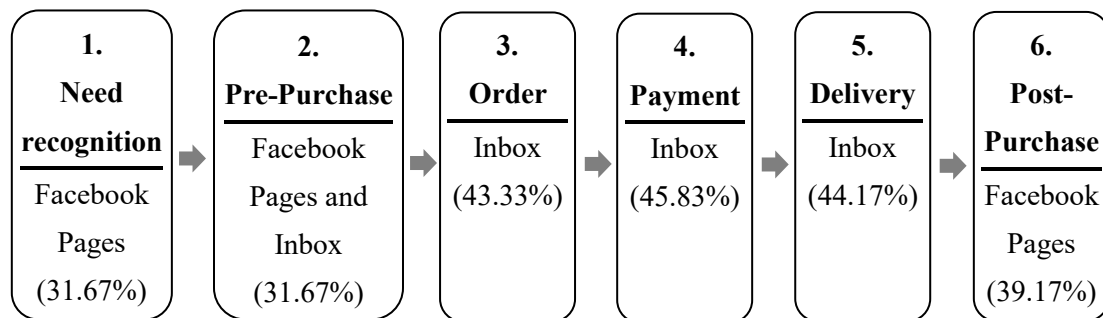 1.
Need
recognition
Facebook
Pages
(31.67%)
2.
Pre-Purchase
Facebook
Pages and
Inbox
(31.67%)
3.
Order
Inbox
(43.33%)
4.
Payment
Inbox
(45.83%)
5.
Delivery
Inbox
(44.17%)
6.
Post-
Purchase
Facebook
Pages
(39.17%)